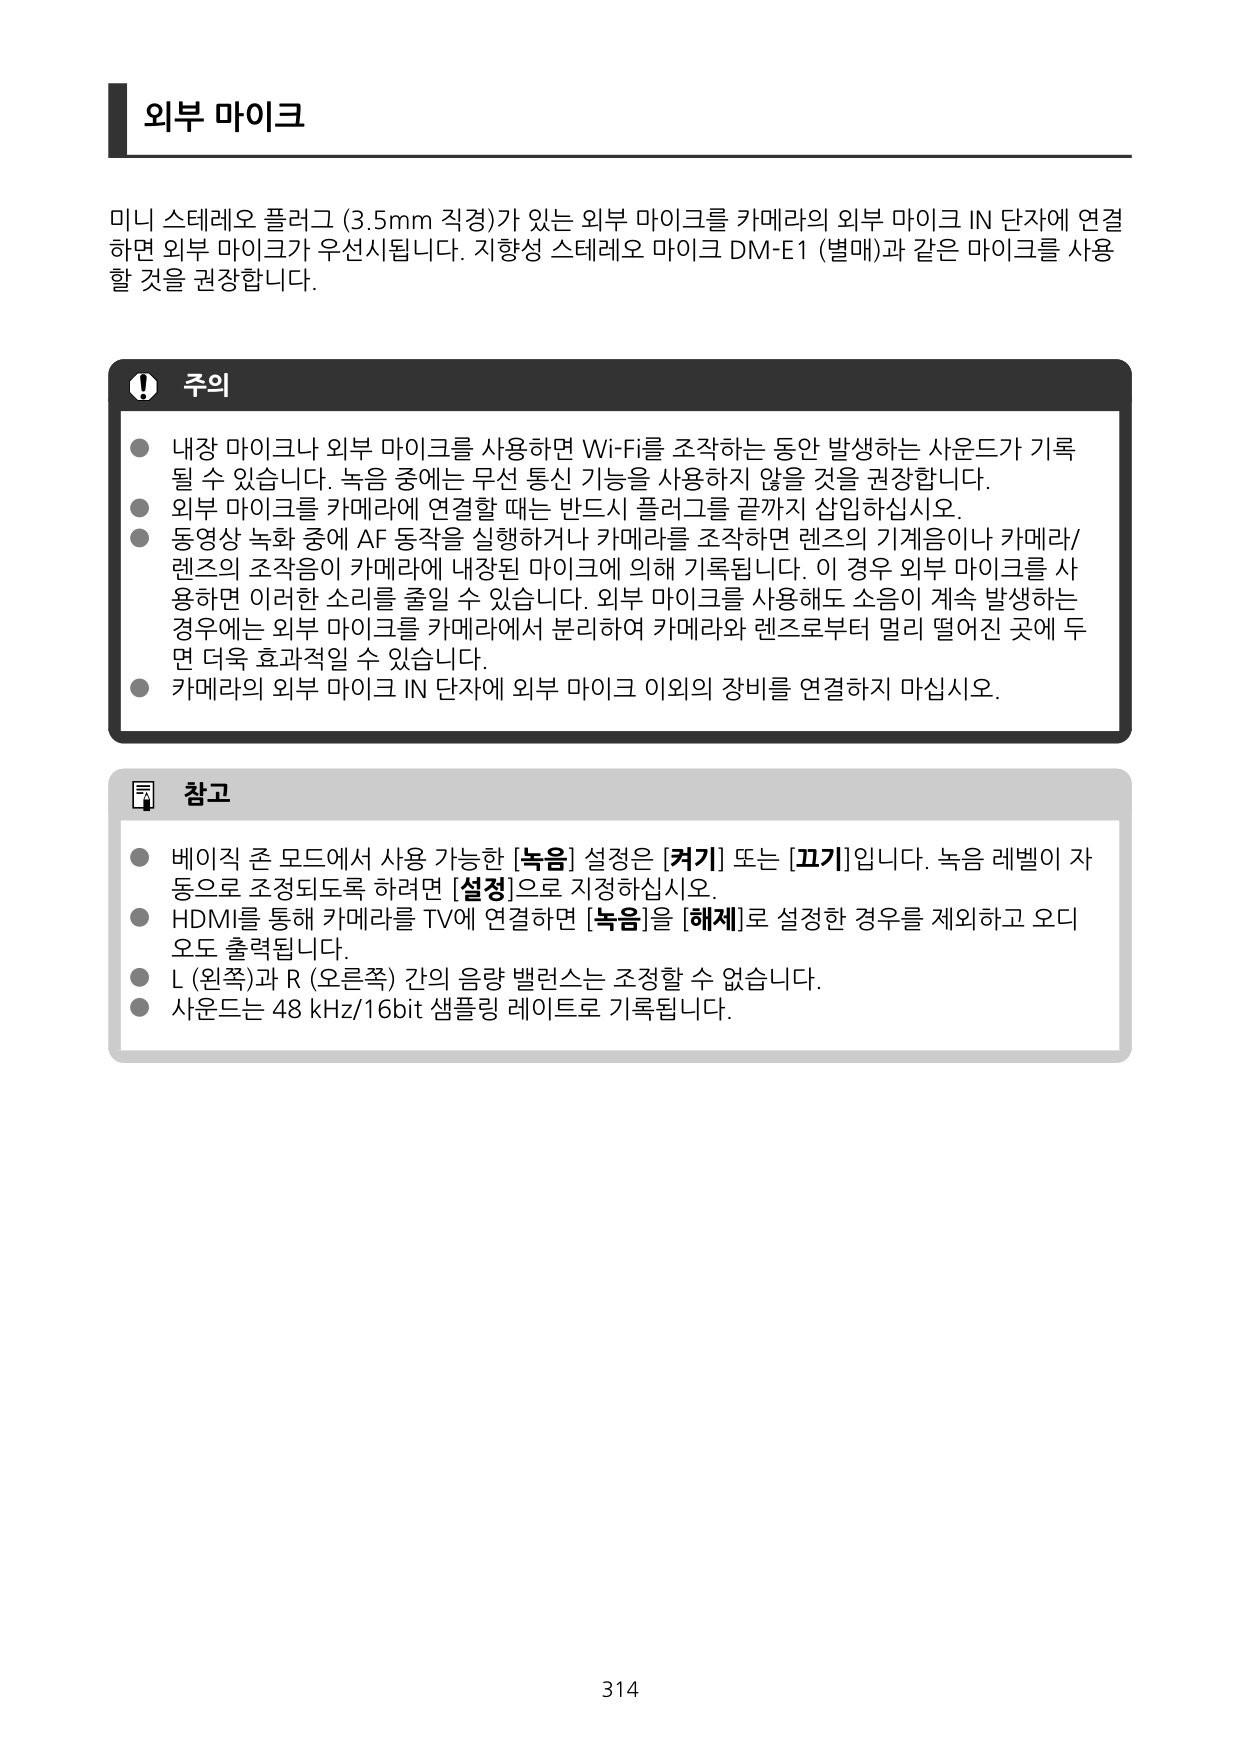 외부 마이크
미니 스테레오 플러그 (3.5mm 직경)가 있는 외부 마이크를 카메라의 외부 마이크 IN 단자에 연결
하면 외부 마이크가 우선시됩니다. 지향성 스테레오 마이크 DM-E1 (별매)과 같은 마이크를 사용
할 것을 권장합니다.
주의
● 내장 마이크나 외부 마이크를 사용하면 Wi-Fi를 조작하는 동안 발생하는 사운드가 기록
될 수 있습니다. 녹음 중에는 무선 통신 기능을 사용하지 않을 것을 권장합니다.
● 외부 마이크를 카메라에 연결할 때는 반드시 플러그를 끝까지 삽입하십시오.
● 동영상 녹화 중에 AF 동작을 실행하거나 카메라를 조작하면 렌즈의 기계음이나 카메라/
렌즈의 조작음이 카메라에 내장된 마이크에 의해 기록됩니다. 이 경우 외부 마이크를 사
용하면 이러한 소리를 줄일 수 있습니다. 외부 마이크를 사용해도 소음이 계속 발생하는
경우에는 외부 마이크를 카메라에서 분리하여 카메라와 렌즈로부터 멀리 떨어진 곳에 두
면 더욱 효과적일 수 있습니다.
● 카메라의 외부 마이크 IN 단자에 외부 마이크 이외의 장비를 연결하지 마십시오.
참고
● 베이직 존 모드에서 사용 가능한 [녹음] 설정은 [켜기] 또는 [끄기]입니다. 녹음 레벨이 자
동으로 조정되도록 하려면 [설정]으로 지정하십시오.
● HDMI를 통해 카메라를 TV에 연결하면 [녹음]을 [해제]로 설정한 경우를 제외하고 오디
오도 출력됩니다.
● L (왼쪽)과 R (오른쪽) 간의 음량 밸런스는 조정할 수 없습니다.
● 사운드는 48 kHz/16bit 샘플링 레이트로 기록됩니다.
314